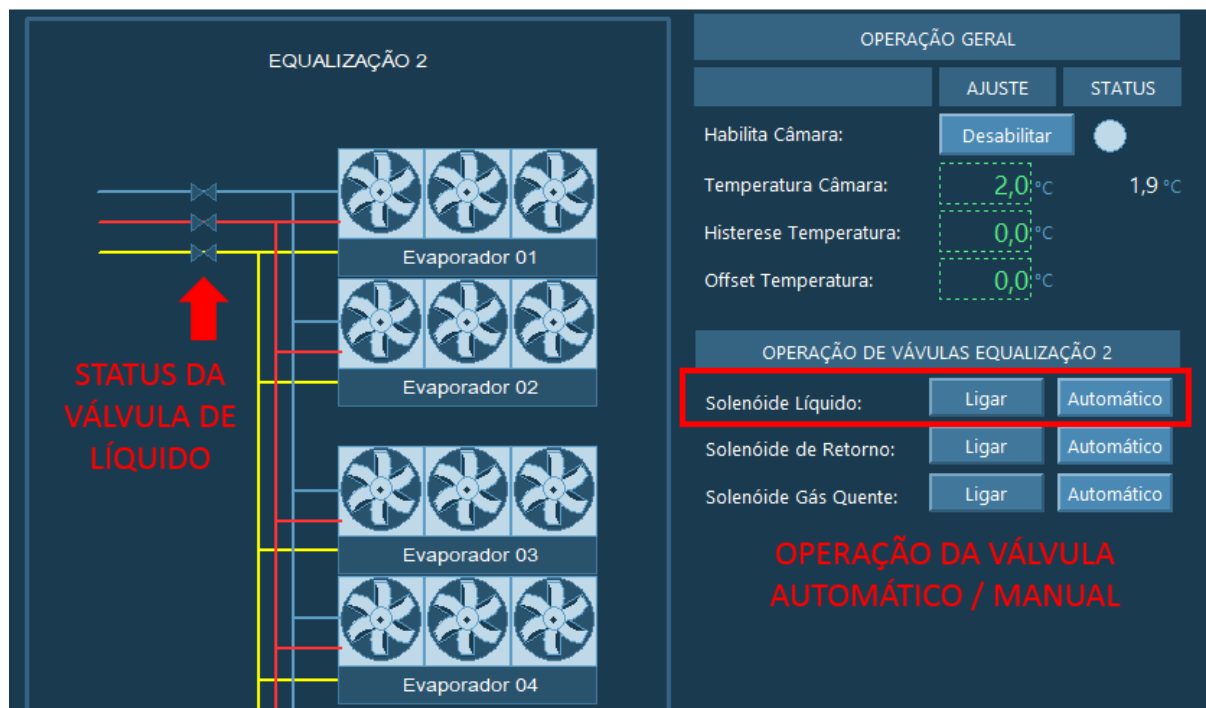 EQUALIZAÇÃO 2
Evaporador 01
Evaporador 02
Evaporador 03
Evaporador 04
STATUS DA
VÁLVULA DE
LÍQUIDO
OPERAÇÃO GERAL
AJUSTE STATUS
Habilita Câmara: Desabilitar
Temperatura Câmara: 2,0 °C 1,9 °C
Histerese Temperatura: 0,0 °C
Offset Temperatura: 0,0 °C
OPERAÇÃO DE VÁVULAS EQUALIZAÇÃO 2
Solenóide Líquido: Ligar Automático
Solenóide de Retorno: Ligar Automático
Solenóide Gás Quente: Ligar Automático
OPERAÇÃO DA VÁLVULA
AUTOMÁTICO / MANUAL